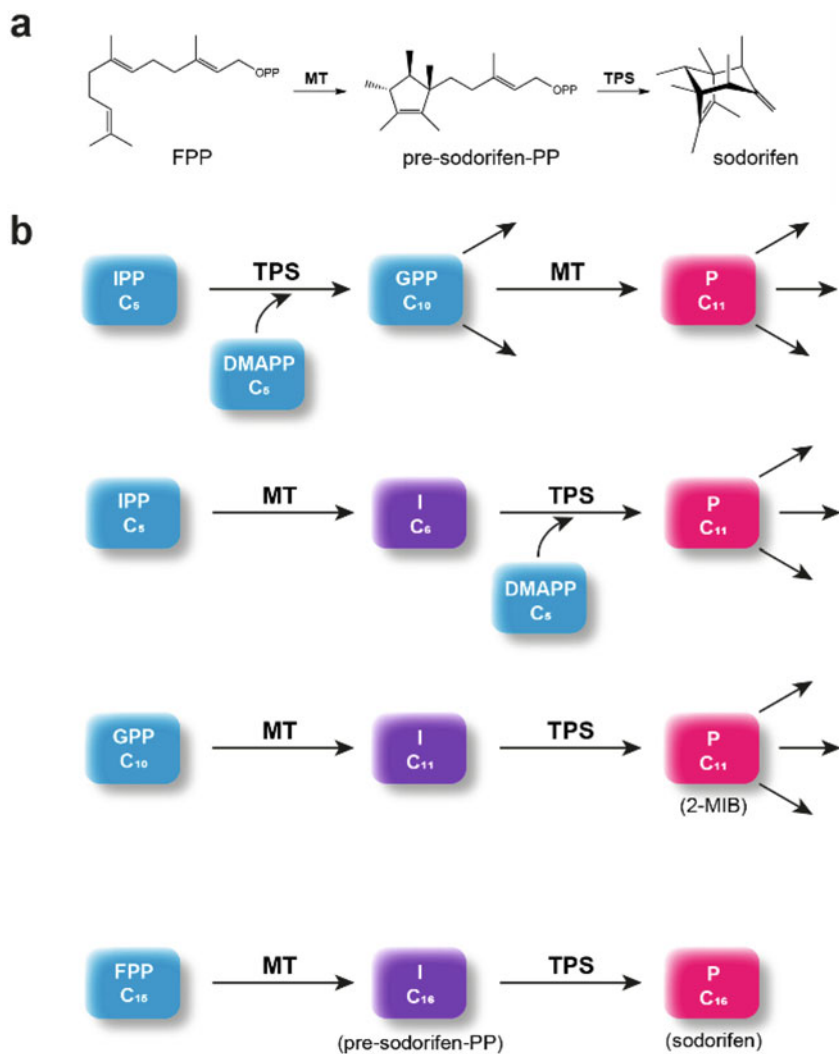 a
OPP
MT
OPP
TPS
FPP
pre-sodorifen-PP
sodorifen
b
IPP
C₅
TPS
GPP
C₁₀
MT
P
C₁₁
DMAPP
C₅
IPP
C₅
MT
I
C₆
TPS
P
C₁₁
DMAPP
C₅
GPP
C₁₀
MT
I
C₁₁
TPS
P
C₁₁
(2-MIB)
FPP
C₁₅
MT
I
C₁₆
TPS
P
C₁₆
(pre-sodorifen-PP)
(sodorifen)